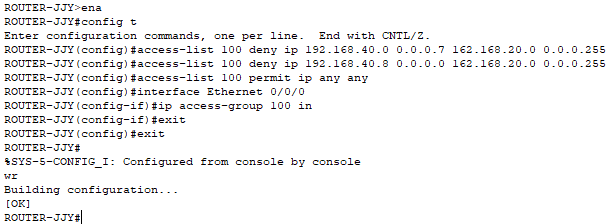 ROUTER-JJY>ena
ROUTER-JJY#config t
Enter configuration commands, one per line.  End with CNTL/Z.
ROUTER-JJY(config)#access-list 100 deny ip 192.168.40.0 0.0.0.7 162.168.20.0 0.0.0.255
ROUTER-JJY(config)#access-list 100 deny ip 192.168.40.8 0.0.0.0 162.168.20.0 0.0.0.255
ROUTER-JJY(config)#access-list 100 permit ip any any
ROUTER-JJY(config)#interface Ethernet 0/0/0
ROUTER-JJY(config-if)#ip access-group 100 in
ROUTER-JJY(config-if)#exit
ROUTER-JJY(config)#exit
ROUTER-JJY#
%SYS-5-CONFIG_I: Configured from console by console
wr
Building configuration...
[OK]
ROUTER-JJY#